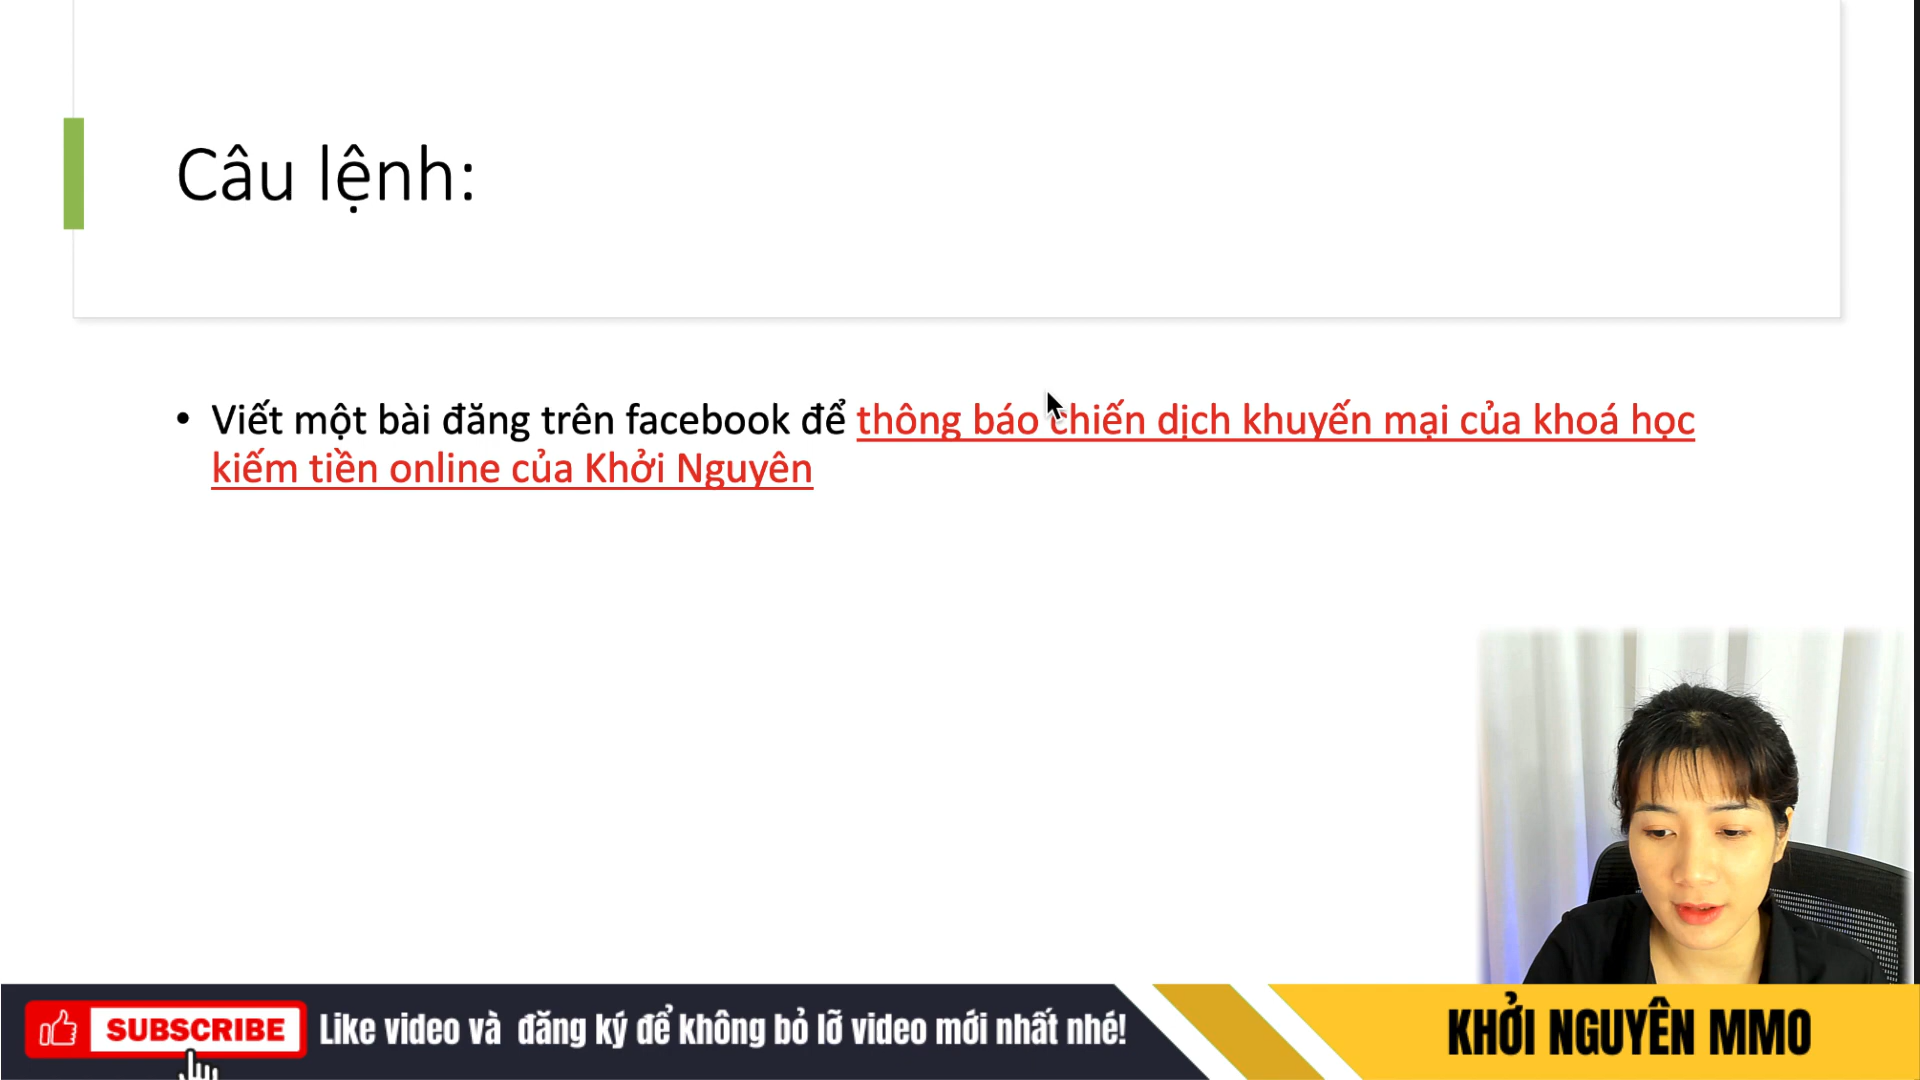 Câu lệnh:
• Viết một bài đăng trên facebook để thông báo chiến dịch khuyến mại của khoá học
kiếm tiền online của Khởi Nguyên
SUBSCRIBE
Like video và đăng ký để không bỏ lỡ video mới nhất nhé!
KHỞI NGUYÊN MMO